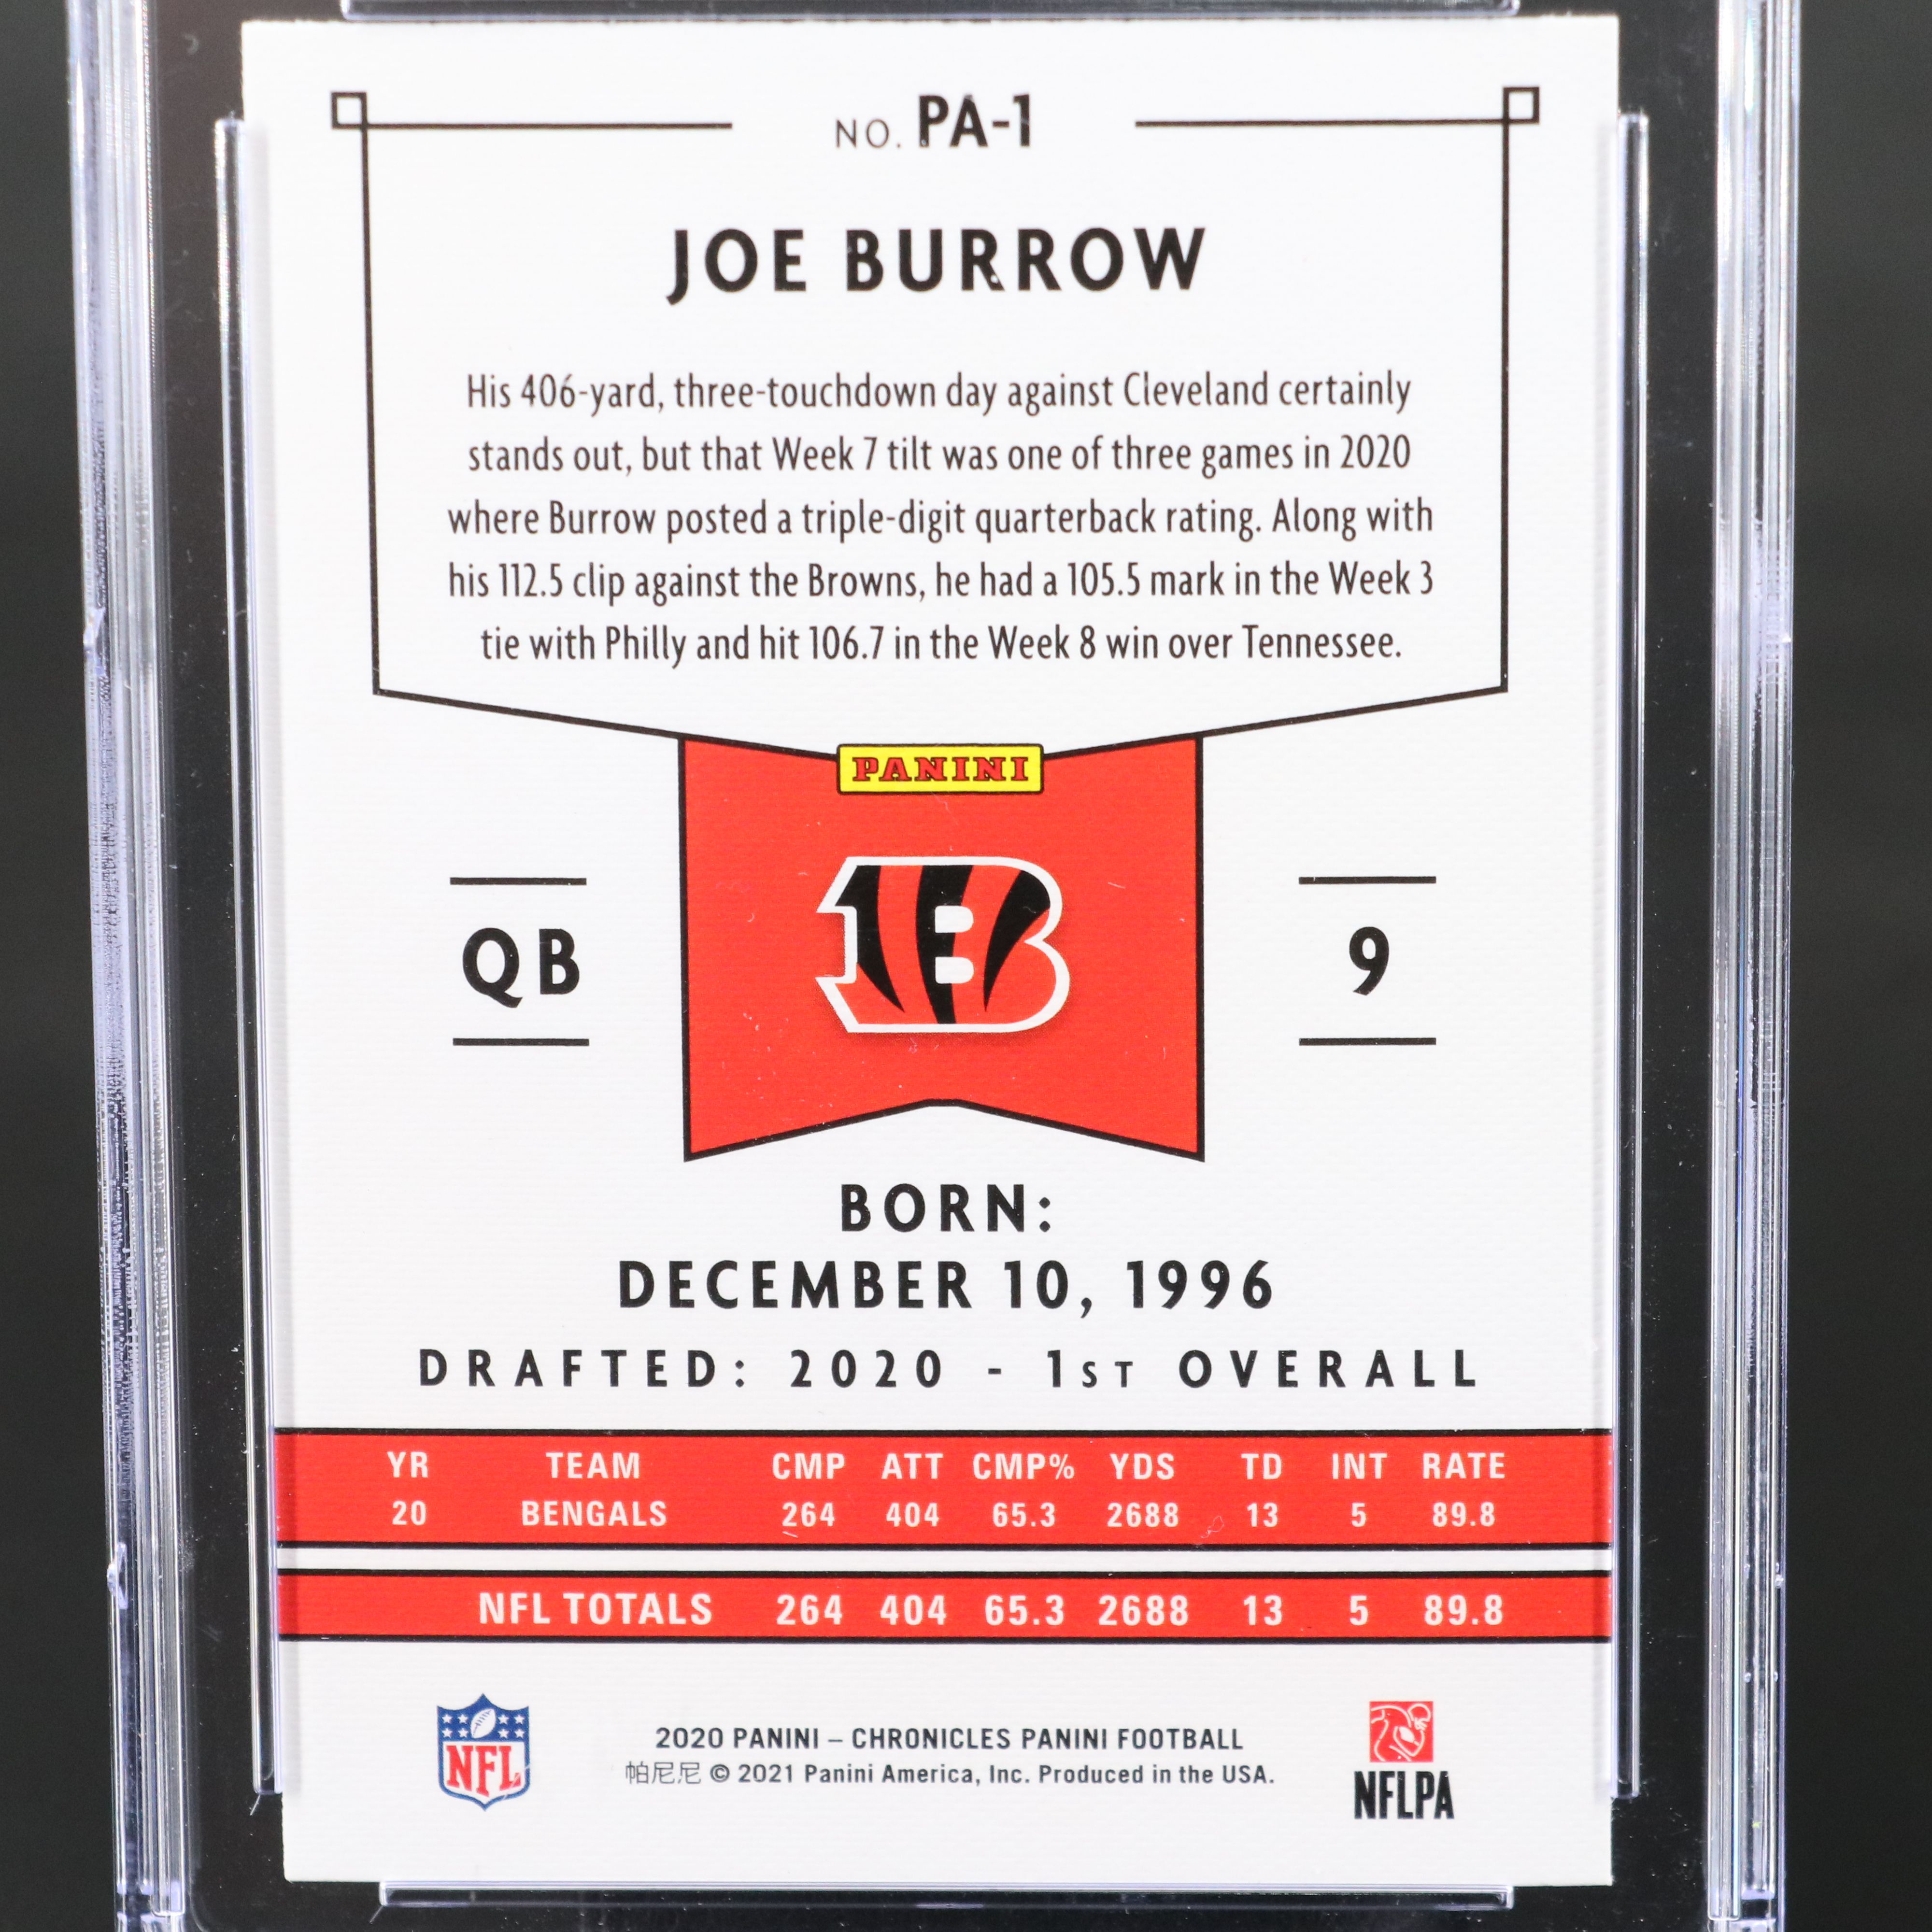 NO. PA-1
JOE BURROW
His 406-yard, three-touchdown day against Cleveland certainly
stands out, but that Week 7 tilt was one of three games in 2020
where Burrow posted a triple-digit quarterback rating. Along with
his 112.5 clip against the Browns, he had a 105.5 mark in the Week 3
tie with Philly and hit 106.7 in the Week 8 win over Tennessee.
PANINI
B
QB
9
BORN:
DECEMBER 10, 1996
DRAFTED: 2020 - 1ST OVERALL
YR TEAM CMP ATT CMP% YDS TD INT RATE
20 BENGALS 264 404 65.3 2688 13 5 89.8
NFL TOTALS 264 404 65.3 2688 13 5 89.8
NFL
2020 PANINI – CHRONICLES PANINI FOOTBALL
帕尼尼 © 2021 Panini America, Inc. Produced in the USA.
NFLPA